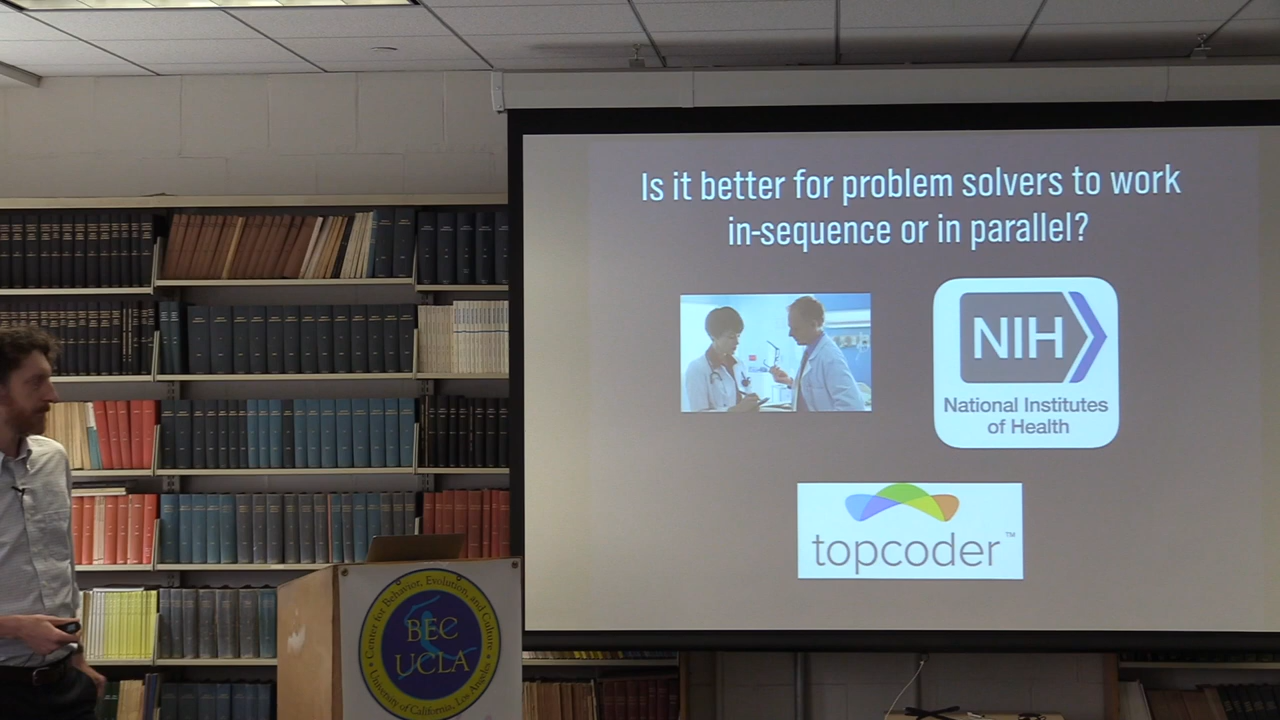 Is it better for problem solvers to work
in-sequence or in parallel?
NIH
National Institutes
of Health
topcoder™
Center for Behavior, Evolution, and Culture
BEC
UCLA
University of California, Los Angeles